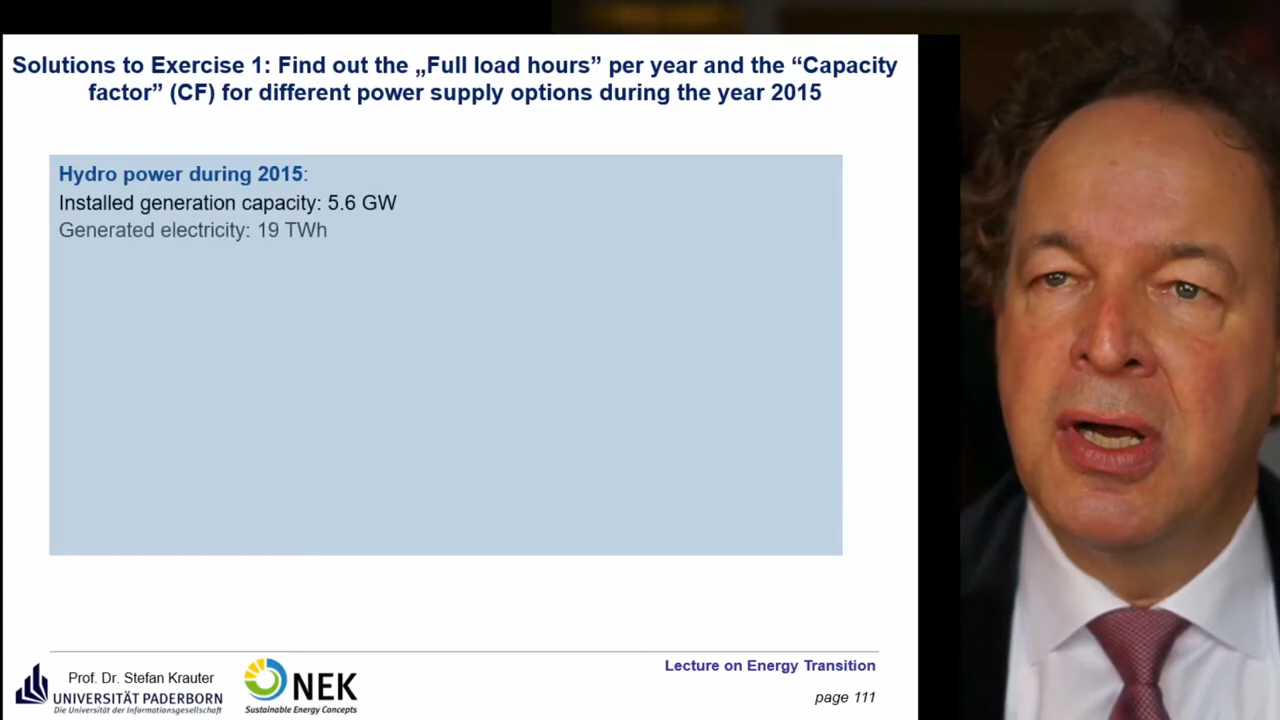 Solutions to Exercise 1: Find out the „Full load hours” per year and the “Capacity
factor” (CF) for different power supply options during the year 2015
Hydro power during 2015:
Installed generation capacity: 5.6 GW
Generated electricity: 19 TWh
Prof. Dr. Stefan Krauter
UNIVERSITÄT PADERBORN
Die Universität der Informationsgesellschaft
NEK
Sustainable Energy Concepts
Lecture on Energy Transition
page 111